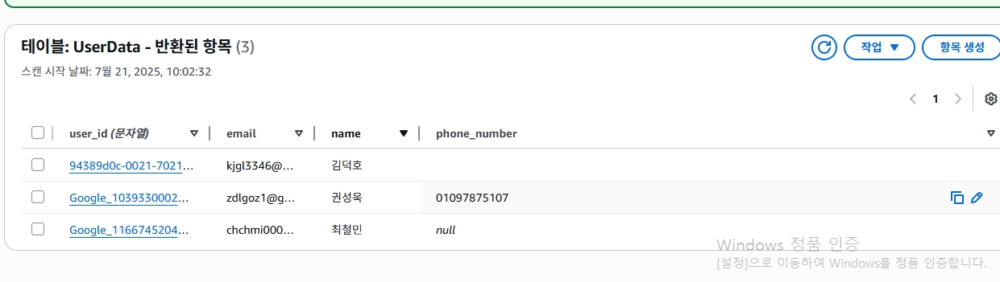 테이블: UserData - 반환된 항목 (3)
작업
항목 생성
스캔 시작 날짜: 7월 21, 2025, 10:02:32
1
user_id (문자열) email name phone_number
94389d0c-0021-7021... kjgl3346@... 김덕호
Google_1039330002... zdlgoz1@g... 권성욱 01097875107
Google_1166745204... chchmi000... 최철민 null
Windows 정품 인증
[설정]으로 이동하여 Windows를 정품 인증합니다.